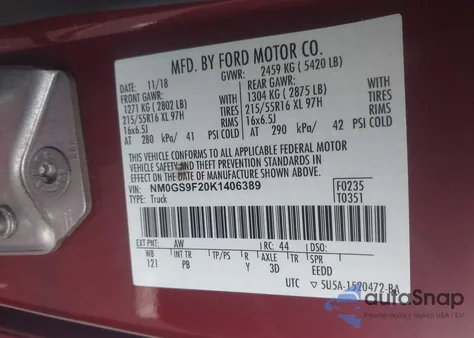 MFD. BY FORD MOTOR CO.
DATE: 11/18 GVWR: 2459 KG ( 5420 LB)
FRONT GAWR: REAR GAWR:
1271 KG ( 2802 LB) WITH 1304 KG ( 2875 LB) WITH
215/55R16 XL 97H TIRES 215/55R16 XL 97H TIRES
16x6.5J RIMS 16x6.5J RIMS
AT 280 kPa/ 41 PSI COLD AT 290 kPa/ 42 PSI COLD
THIS VEHICLE CONFORMS TO ALL APPLICABLE FEDERAL MOTOR
VEHICLE SAFETY AND THEFT PREVENTION STANDARDS IN EFFECT
ON THE DATE OF MANUFACTURE SHOWN ABOVE.
VIN: NM0GS9F20K1406389 F0235
TYPE: Truck T0351
EXT PNT: AW RC: 44 DSO:
WB INT TR TP/PS R AXLE TR SPR
121 PB Y 3D EEDD
UTC 5U5A-1520472-BA
autoSnap